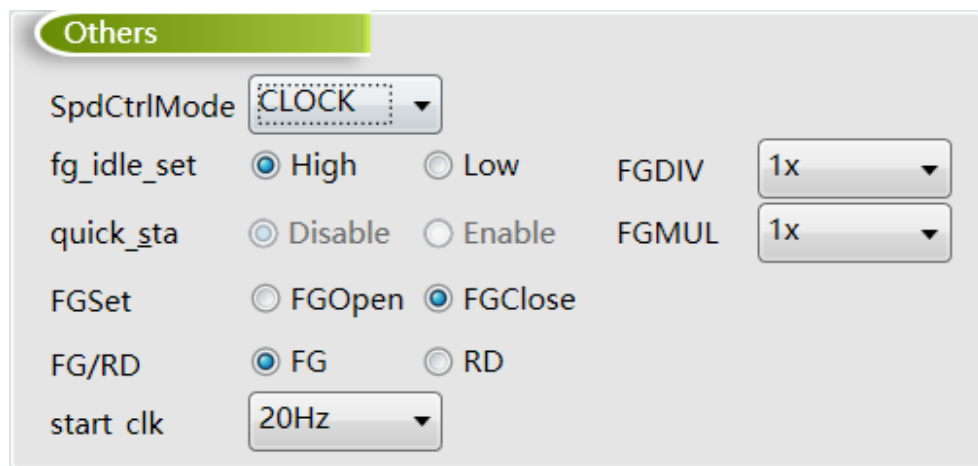 Others
SpdCtrlMode CLOCK
fg_idle_set High Low FGDIV 1x
quick_sta Disable Enable FGMUL 1x
FGSet FGOpen FGClose
FG/RD FG RD
start clk 20Hz